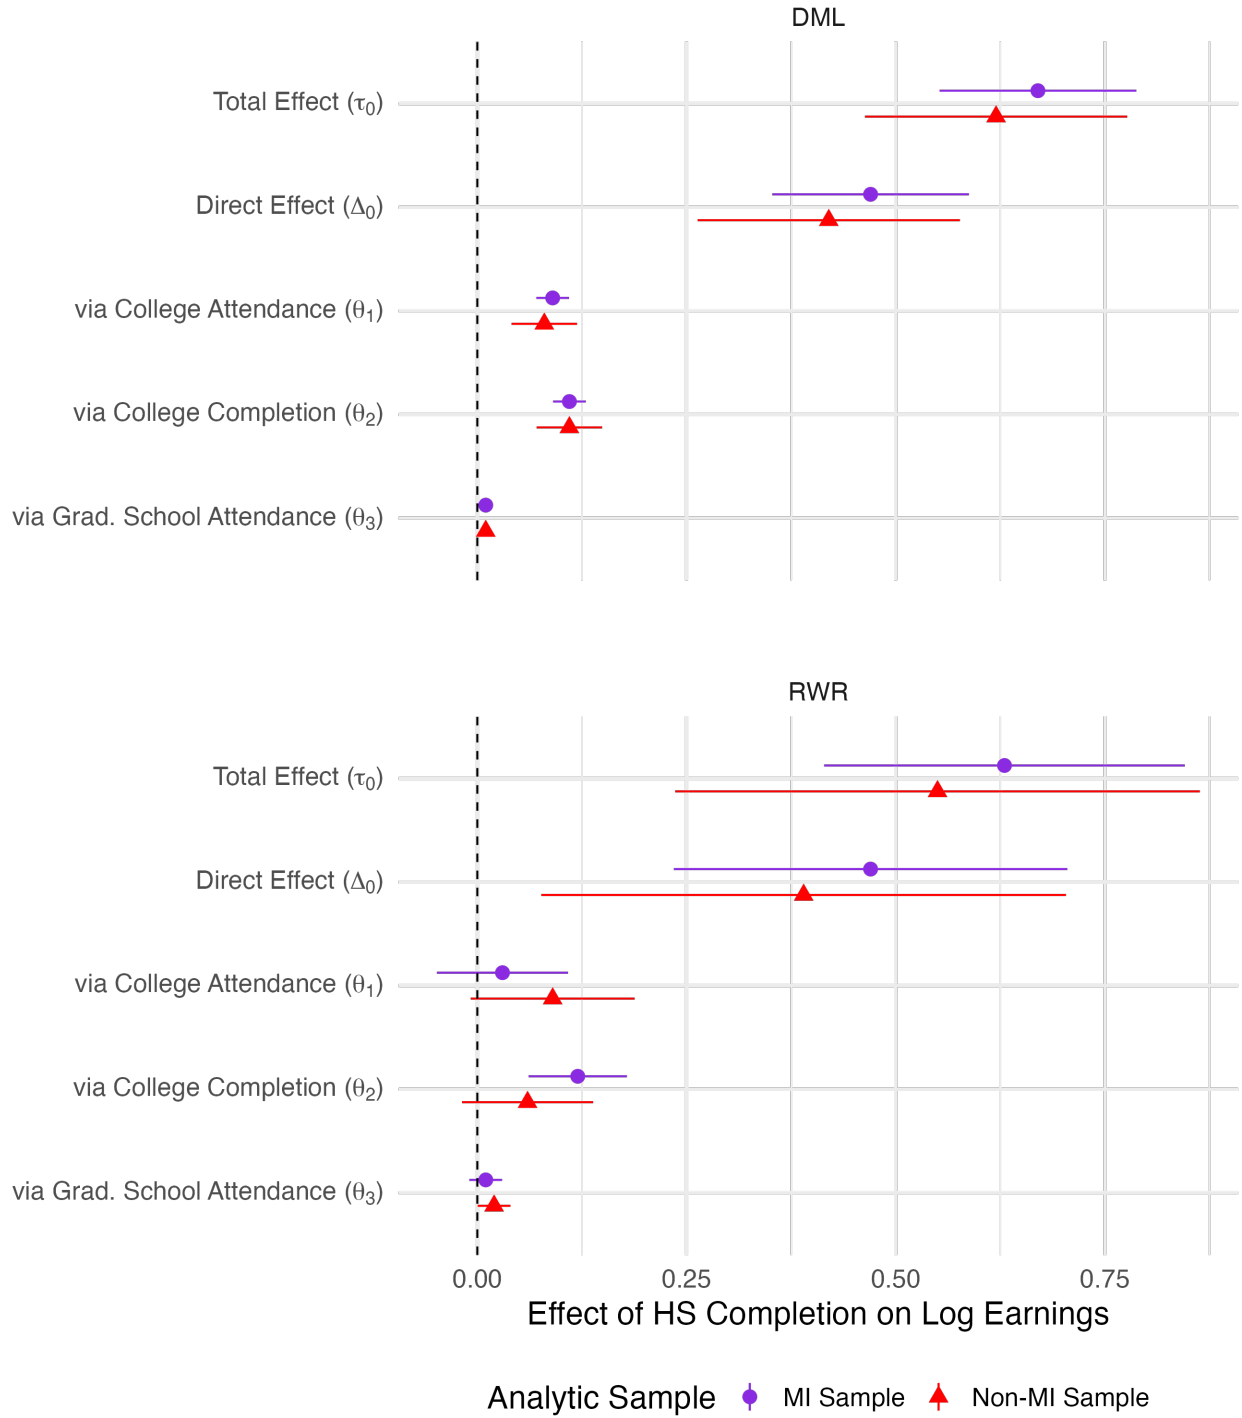 DML
Total Effect (τ₀)
Direct Effect (Δ₀)
via College Attendance (θ₁)
via College Completion (θ₂)
via Grad. School Attendance (θ₃)
RWR
Total Effect (τ₀)
Direct Effect (Δ₀)
via College Attendance (θ₁)
via College Completion (θ₂)
via Grad. School Attendance (θ₃)
0.00 0.25 0.50 0.75
Effect of HS Completion on Log Earnings
Analytic Sample MI Sample Non-MI Sample